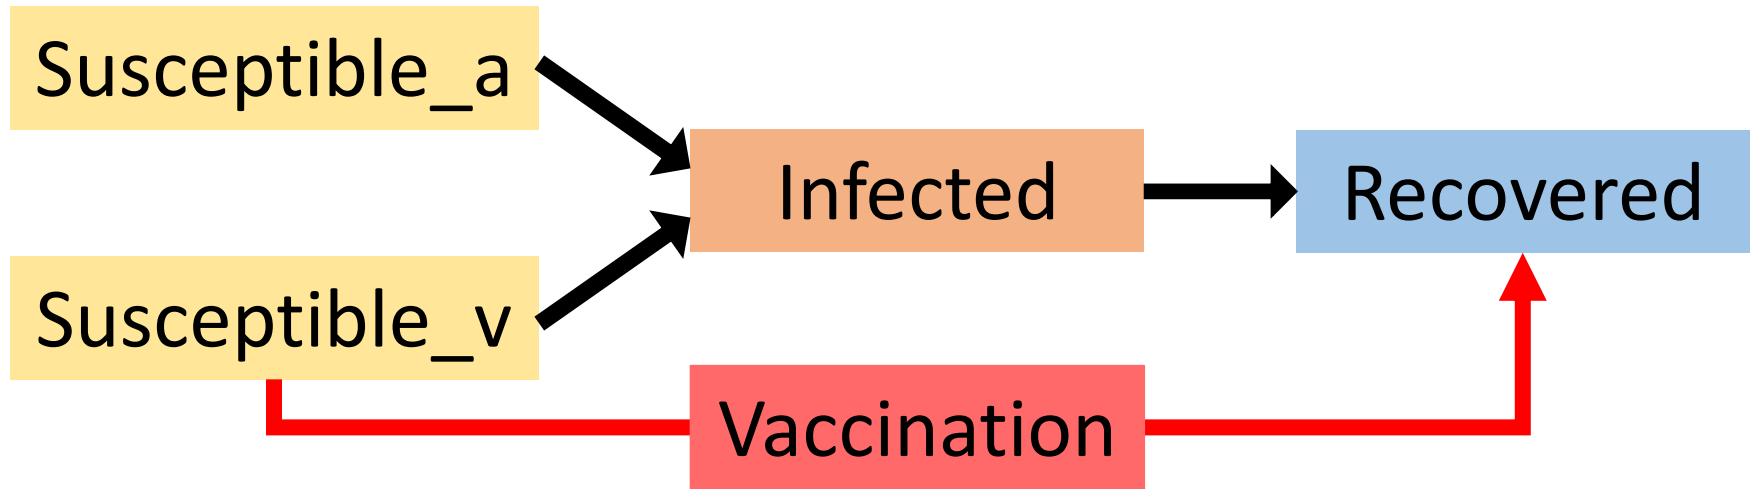 Susceptible_a
Susceptible_v
Infected
Vaccination
Recovered